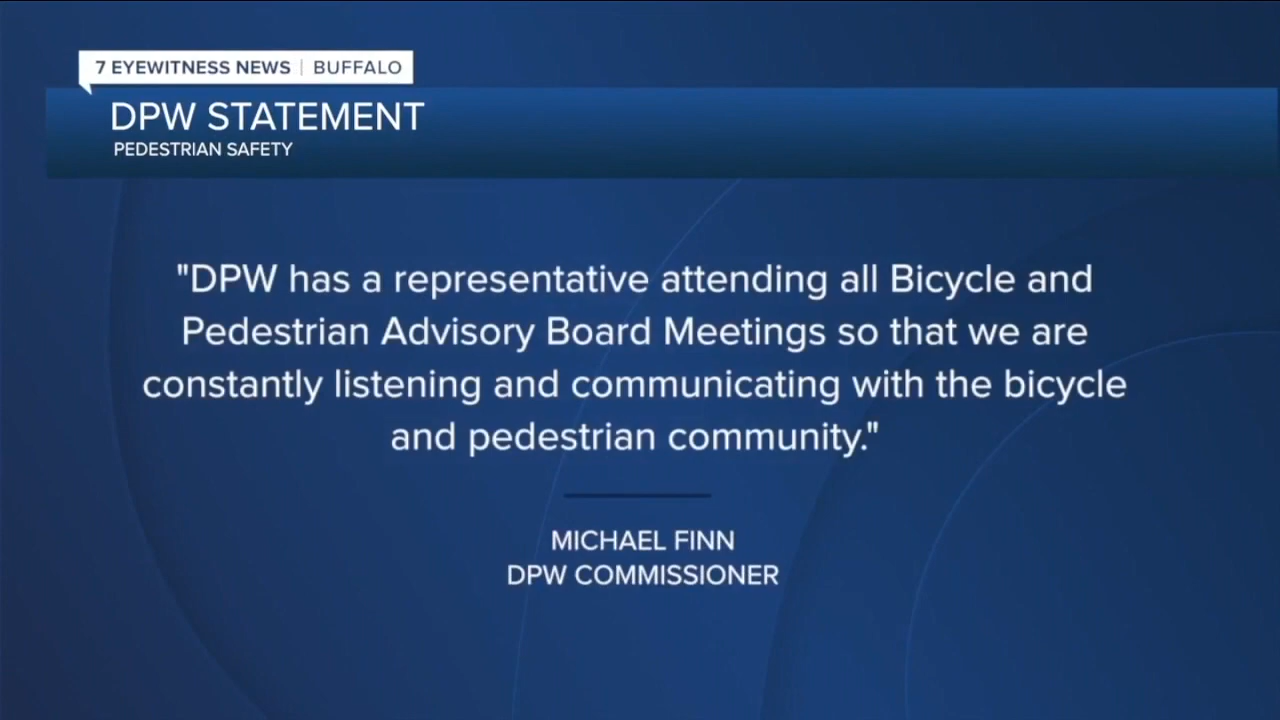 7 EYEWITNESS NEWS | BUFFALO
DPW STATEMENT
PEDESTRIAN SAFETY
"DPW has a representative attending all Bicycle and
Pedestrian Advisory Board Meetings so that we are
constantly listening and communicating with the bicycle
and pedestrian community."
MICHAEL FINN
DPW COMMISSIONER